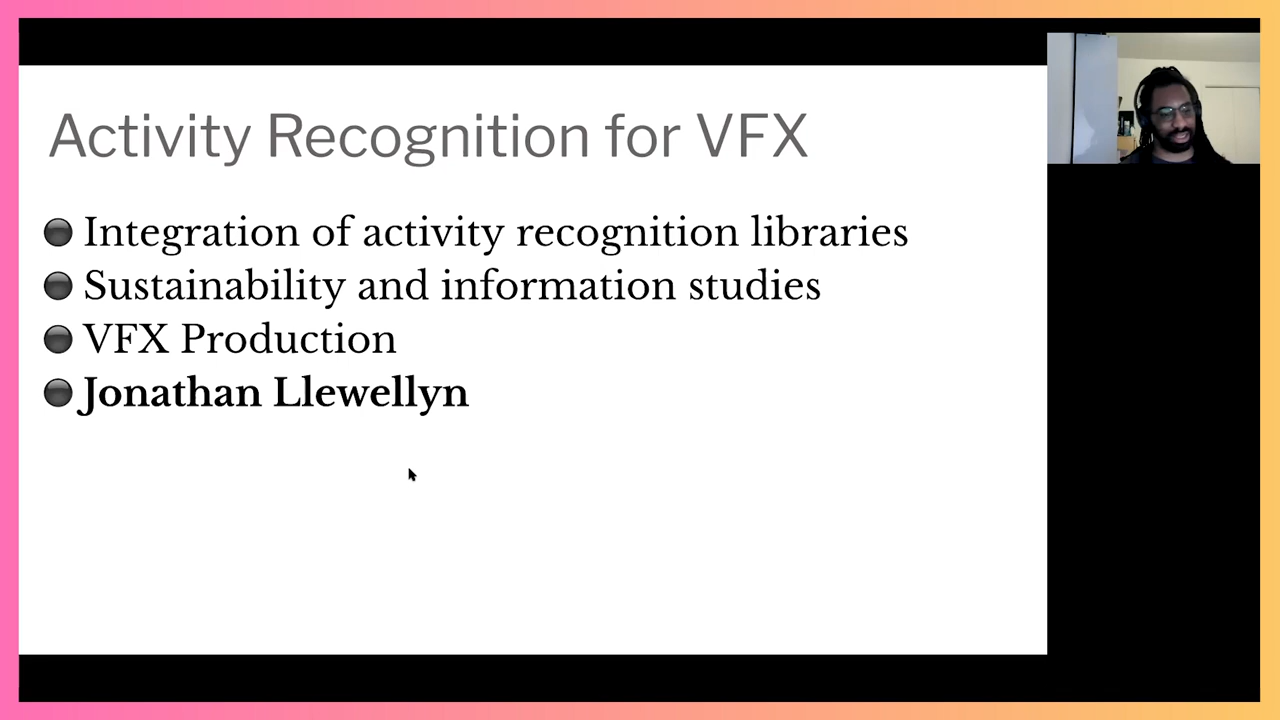 Activity Recognition for VFX
Integration of activity recognition libraries
Sustainability and information studies
VFX Production
Jonathan Llewellyn